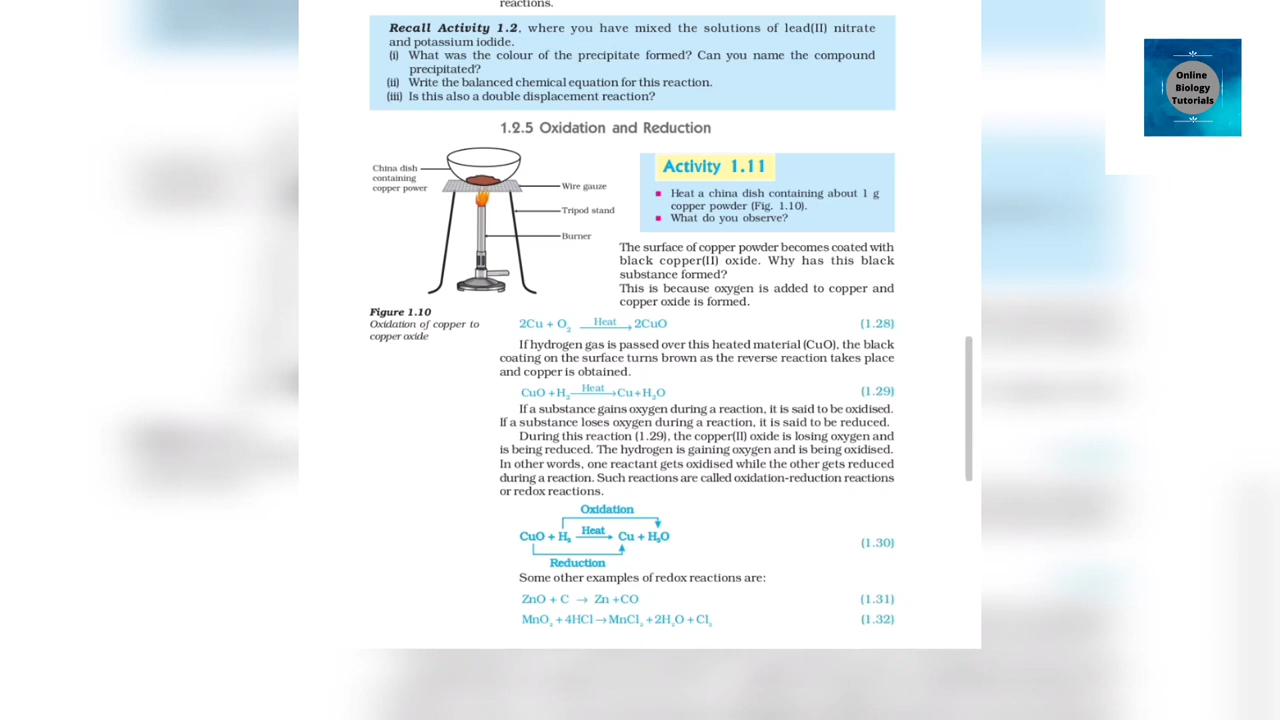 reactions.
Recall Activity 1.2, where you have mixed the solutions of lead(II) nitrate
and potassium iodide.
(i) What was the colour of the precipitate formed? Can you name the compound
precipitated?
(ii) Write the balanced chemical equation for this reaction.
(iii) Is this also a double displacement reaction?
1.2.5 Oxidation and Reduction
China dish
containing
copper power
Wire gauze
Tripod stand
Burner
Figure 1.10
Oxidation of copper to
copper oxide
Activity 1.11
Heat a china dish containing about 1 g
copper powder (Fig. 1.10).
What do you observe?
The surface of copper powder becomes coated with
black copper(II) oxide. Why has this black
substance formed?
This is because oxygen is added to copper and
copper oxide is formed.
2Cu + O₂ Heat → 2CuO (1.28)
If hydrogen gas is passed over this heated material (CuO), the black
coating on the surface turns brown as the reverse reaction takes place
and copper is obtained.
CuO + H₂ Heat → Cu + H₂O (1.29)
If a substance gains oxygen during a reaction, it is said to be oxidised.
If a substance loses oxygen during a reaction, it is said to be reduced.
During this reaction (1.29), the copper(II) oxide is losing oxygen and
is being reduced. The hydrogen is gaining oxygen and is being oxidised.
In other words, one reactant gets oxidised while the other gets reduced
during a reaction. Such reactions are called oxidation-reduction reactions
or redox reactions.
Oxidation
CuO + H₂ Heat → Cu + H₂O (1.30)
Reduction
Some other examples of redox reactions are:
ZnO + C → Zn + CO (1.31)
MnO₂ + 4HCl → MnCl₂ + 2H₂O + Cl₂ (1.32)
Online
Biology
Tutorials